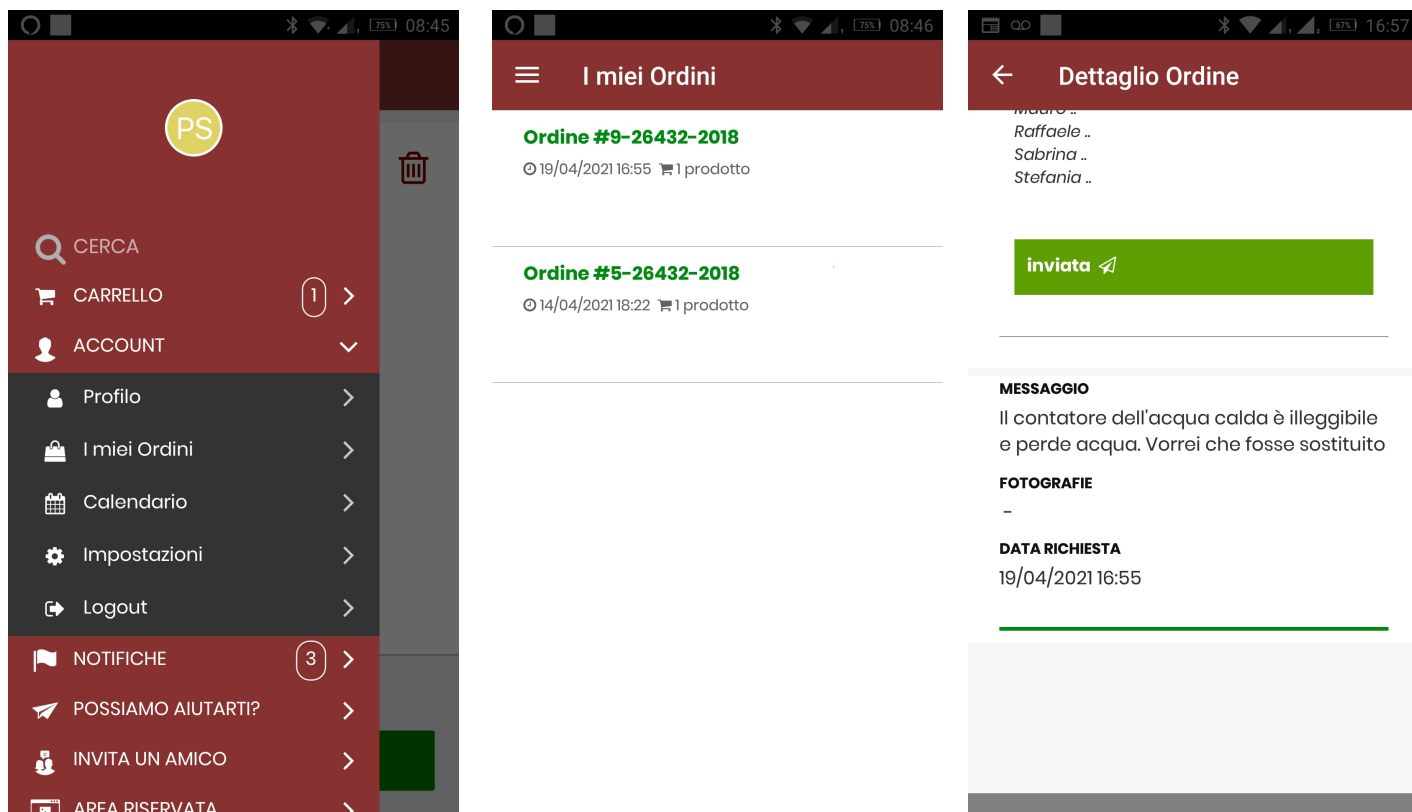 75% 08:45
PS
CERCA
CARRELLO 1
ACCOUNT
Profilo
I miei Ordini
Calendario
Impostazioni
Logout
NOTIFICHE 3
POSSIAMO AIUTARTI?
INVITA UN AMICO
AREA RISERVATA
75% 08:46
I miei Ordini
Ordine #9-26432-2018
19/04/2021 16:55 1 prodotto
Ordine #5-26432-2018
14/04/2021 18:22 1 prodotto
67% 16:57
Dettaglio Ordine
Mauro ..
Raffaele ..
Sabrina ..
Stefania ..
inviata
MESSAGGIO
Il contatore dell'acqua calda è illeggibile
e perde acqua. Vorrei che fosse sostituito
FOTOGRAFIE
-
DATA RICHIESTA
19/04/2021 16:55